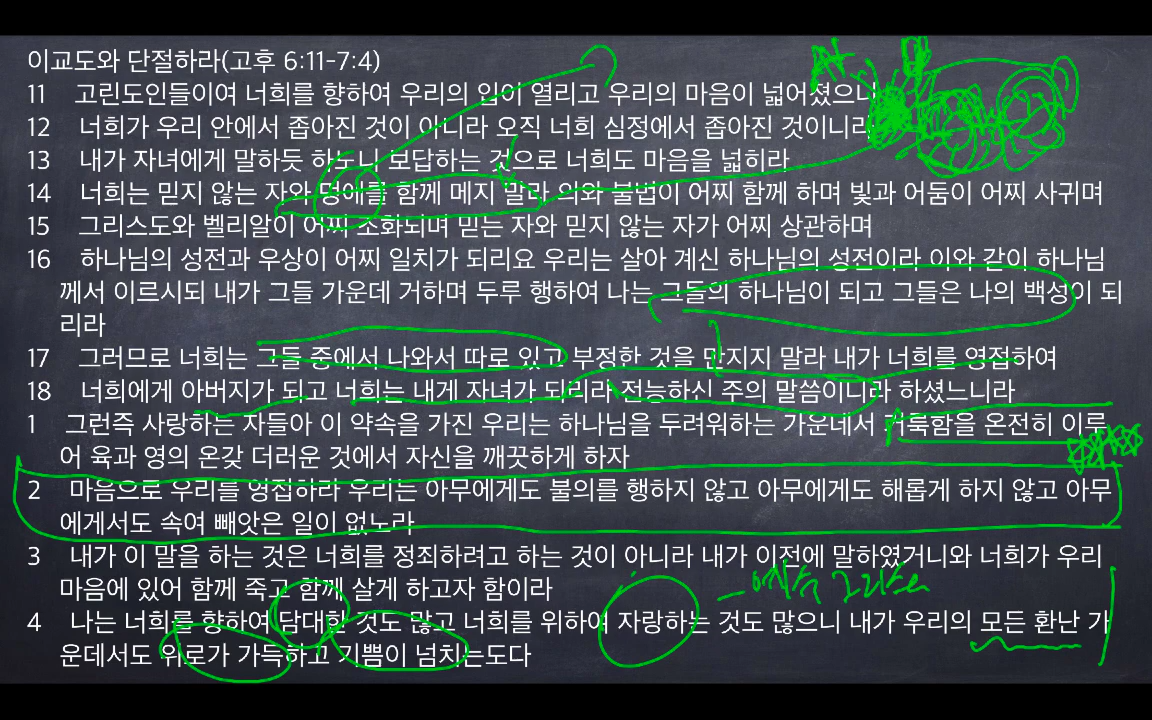 이교도와 단절하라(고후 6:11-7:4)
11 고린도인들이여 너희를 향하여 우리의 입이 열리고 우리의 마음이 넓어졌으니
12 너희가 우리 안에서 좁아진 것이 아니라 오직 너희 심정에서 좁아진 것이니라
13 내가 자녀에게 말하듯 하노니 보답하는 것으로 너희도 마음을 넓히라
14 너희는 믿지 않는 자와 멍에를 함께 메지 말라 의와 불법이 어찌 함께 하며 빛과 어둠이 어찌 사귀며
15 그리스도와 벨리알이 어찌 조화되며 믿는 자와 믿지 않는 자가 어찌 상관하며
16 하나님의 성전과 우상이 어찌 일치가 되리요 우리는 살아 계신 하나님의 성전이라 이와 같이 하나님
께서 이르시되 내가 그들 가운데 거하며 두루 행하여 나는 그들의 하나님이 되고 그들은 나의 백성이 되
리라
17 그러므로 너희는 그들 중에서 나와서 따로 있고 부정한 것을 만지지 말라 내가 너희를 영접하여
18 너희에게 아버지가 되고 너희는 내게 자녀가 되리라 전능하신 주의 말씀이니라 하셨느니라
1 그런즉 사랑하는 자들아 이 약속을 가진 우리는 하나님을 두려워하는 가운데서 거룩함을 온전히 이루
어 육과 영의 온갖 더러운 것에서 자신을 깨끗하게 하자
2 마음으로 우리를 영접하라 우리는 아무에게도 불의를 행하지 않고 아무에게도 해롭게 하지 않고 아무
에게서도 속여 빼앗은 일이 없노라
3 내가 이 말을 하는 것은 너희를 정죄하려고 하는 것이 아니라 내가 이전에 말하였거니와 너희가 우리
마음에 있어 함께 죽고 함께 살게 하고자 함이라
예수 그리스도
4 나는 너희를 향하여 담대한 것도 많고 너희를 위하여 자랑하는 것도 많으니 내가 우리의 모든 환난 가
운데서도 위로가 가득하고 기쁨이 넘치는도다